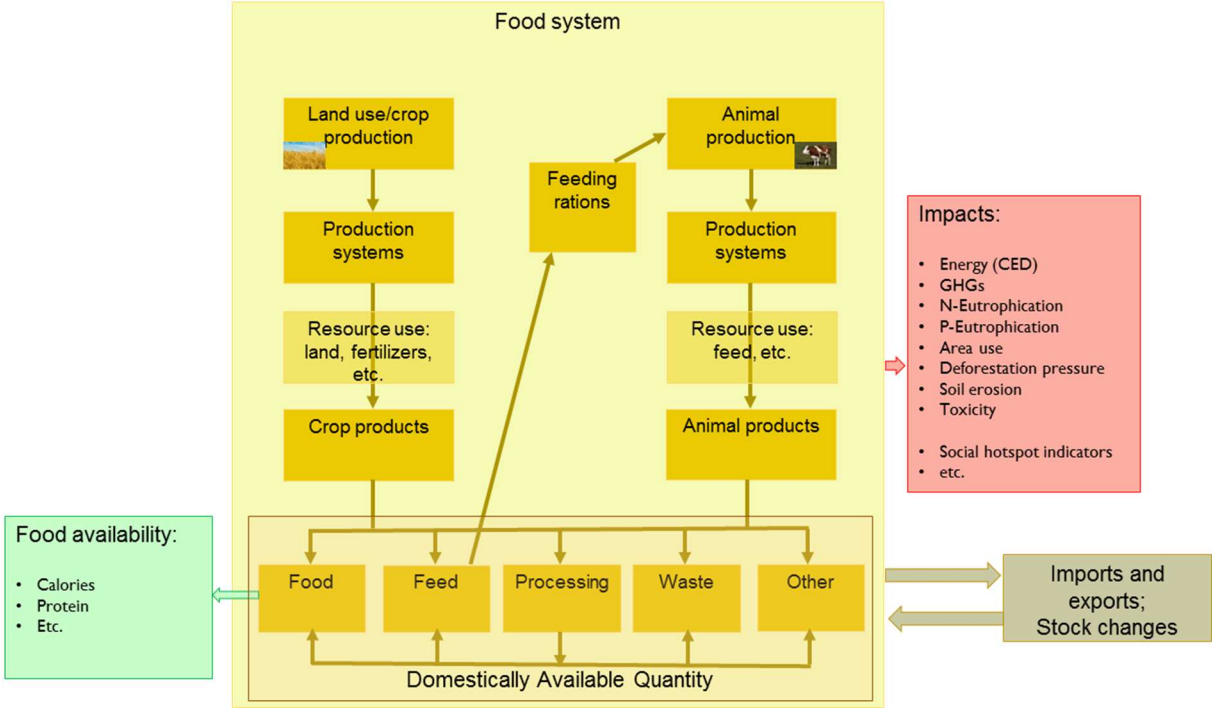 Food system
Land use/crop
production
Animal
production
Feeding
rations
Production
systems
Production
systems
Resource use:
land, fertilizers,
etc.
Resource use:
feed, etc.
Crop products
Animal products
Impacts:
• Energy (CED)
• GHGs
• N-Eutrophication
• P-Eutrophication
• Area use
• Deforestation pressure
• Soil erosion
• Toxicity
• Social hotspot indicators
• etc.
Food availability:
• Calories
• Protein
• Etc.
Food
Feed
Processing
Waste
Other
Domestically Available Quantity
Imports and
exports;
Stock changes